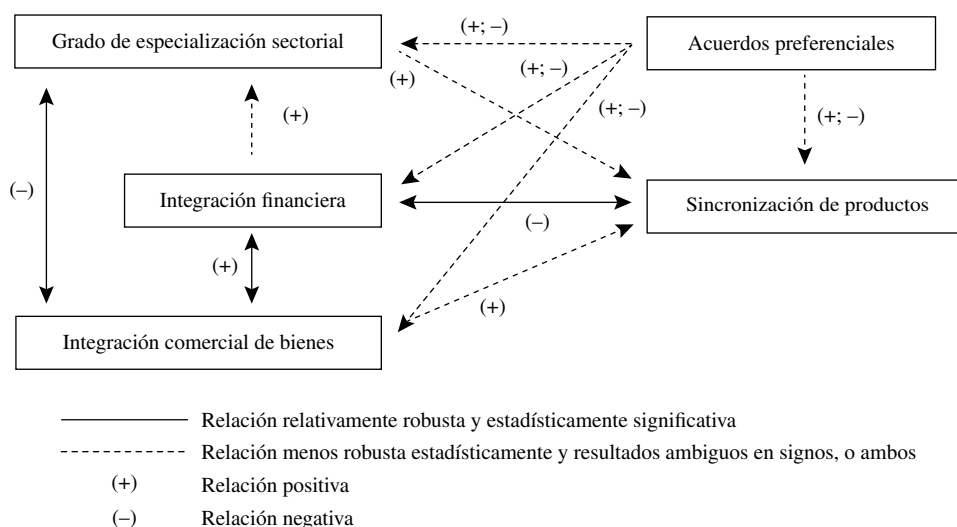 Grado de especialización sectorial
(+; –)
Acuerdos preferenciales
(+)
(+; –)
(+)
(+; –)
(+; –)
(–)
Integración financiera
(–)
Sincronización de productos
(+)
(+)
Integración comercial de bienes
Relación relativamente robusta y estadísticamente significativa
Relación menos robusta estadísticamente y resultados ambiguos en signos, o ambos
(+) Relación positiva
(–) Relación negativa